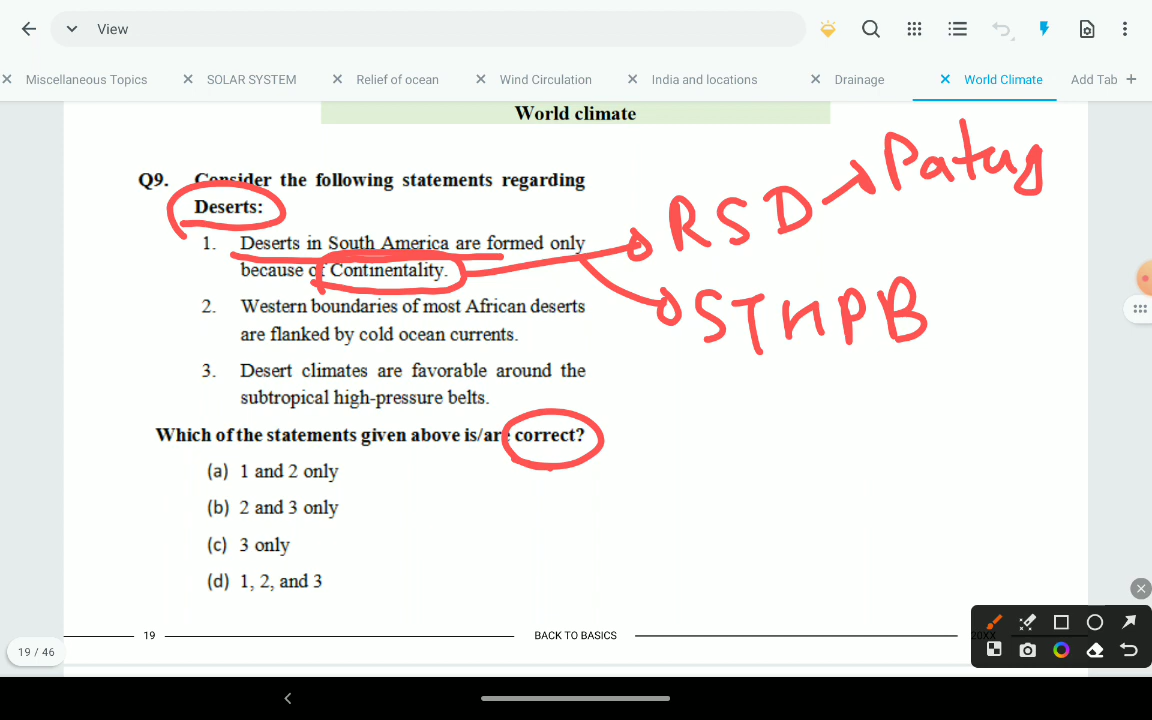 View
Miscellaneous Topics
SOLAR SYSTEM
Relief of ocean
Wind Circulation
India and locations
Drainage
World Climate
Add Tab +
World climate
Q9. Consider the following statements regarding
Deserts:
1. Deserts in South America are formed only
because of Continentality.
2. Western boundaries of most African deserts
are flanked by cold ocean currents.
3. Desert climates are favorable around the
subtropical high-pressure belts.
Which of the statements given above is/are correct?
(a) 1 and 2 only
(b) 2 and 3 only
(c) 3 only
(d) 1, 2, and 3
RSD → Patag
STHPB
19
BACK TO BASICS
20XX
19 / 46